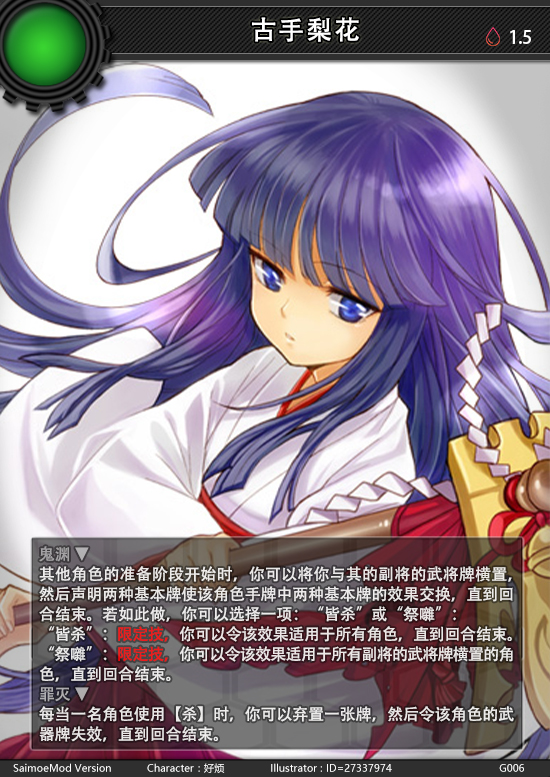 古手梨花
1.5
鬼渊▼
其他角色的准备阶段开始时，你可以将你与其的副将的武将牌横置，
然后声明两种基本牌使该角色手牌中两种基本牌的效果交换，直到回
合结束。若如此做，你可以选择一项：“皆杀”或“祭囃”：
“皆杀”：限定技，你可以令该效果适用于所有角色，直到回合结束。
“祭囃”：限定技，你可以令该效果适用于所有副将的武将牌横置的角
色，直到回合结束。
罪灭▼
每当一名角色使用【杀】时，你可以弃置一张牌，然后令该角色的武
器牌失效，直到回合结束。
SaimoeMod Version Character : 好烦 Illustrator : ID=27337974 G006